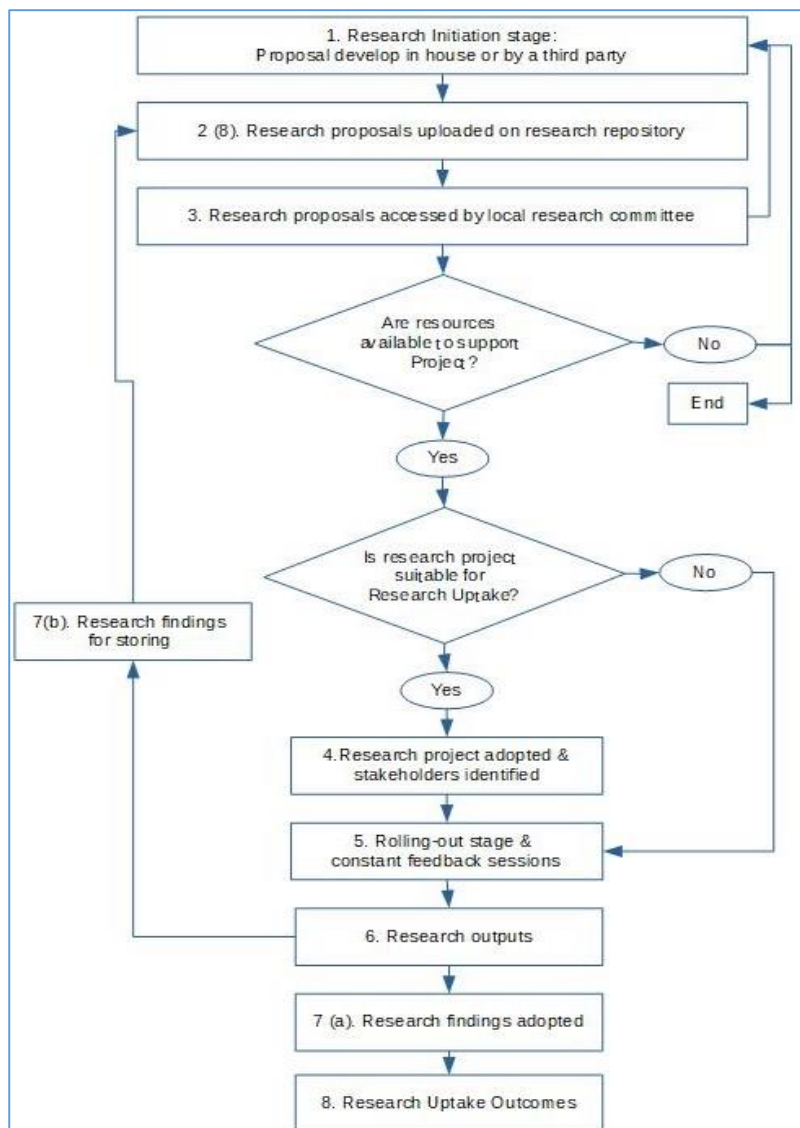 1. Research Initiation stage:
Proposal develop in house or by a third party
2 (8). Research proposals uploaded on research repository
3. Research proposals accessed by local research committee
Are resources
available to support
Project?
No
End
Yes
Is research project
suitable for
Research Uptake?
No
7(b). Research findings
for storing
Yes
4.Research project adopted &
stakeholders identified
5. Rolling-out stage &
constant feedback sessions
6. Research outputs
7 (a). Research findings adopted
8. Research Uptake Outcomes